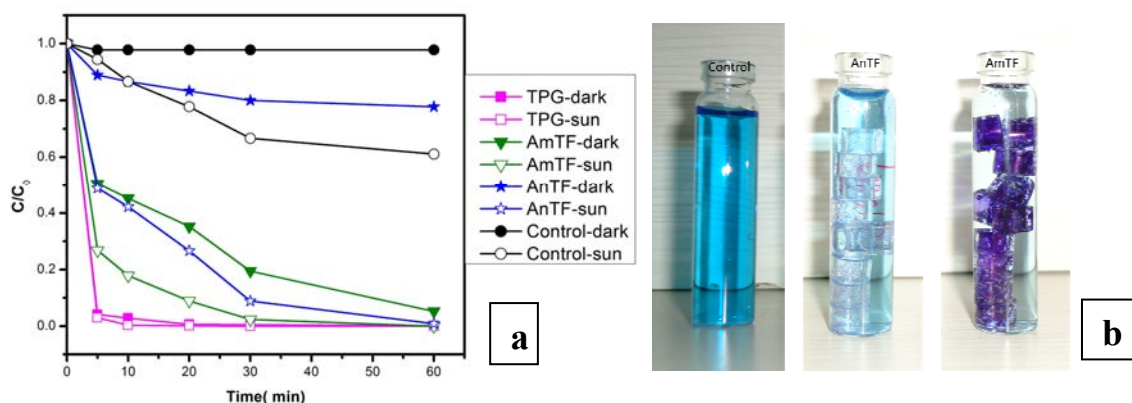 C/C₀
1.0
0.8
0.6
0.4
0.2
0.0
0
10
20
30
40
50
60
Time( min)
TPG-dark
TPG-sun
AmTF-dark
AmTF-sun
AnTF-dark
AnTF-sun
Control-dark
Control-sun
a
Control
AnTF
AmTF
b